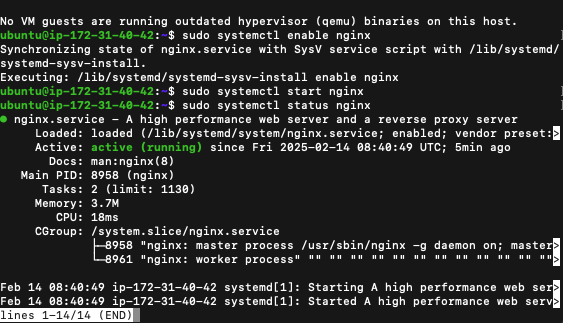 No VM guests are running outdated hypervisor (qemu) binaries on this host.
ubuntu@ip-172-31-40-42:~$ sudo systemctl enable nginx
Synchronizing state of nginx.service with SysV service script with /lib/systemd/
systemd-sysv-install.
Executing: /lib/systemd/systemd-sysv-install enable nginx
ubuntu@ip-172-31-40-42:~$ sudo systemctl start nginx
ubuntu@ip-172-31-40-42:~$ sudo systemctl status nginx
● nginx.service - A high performance web server and a reverse proxy server
     Loaded: loaded (/lib/systemd/system/nginx.service; enabled; vendor preset:>
     Active: active (running) since Fri 2025-02-14 08:40:49 UTC; 5min ago
       Docs: man:nginx(8)
   Main PID: 8958 (nginx)
      Tasks: 2 (limit: 1130)
     Memory: 3.7M
        CPU: 18ms
     CGroup: /system.slice/nginx.service
             ├─8958 "nginx: master process /usr/sbin/nginx -g daemon on; master>
             └─8961 "nginx: worker process" "" "" "" "" "" "" "" "" "" "" "" "">

Feb 14 08:40:49 ip-172-31-40-42 systemd[1]: Starting A high performance web ser>
Feb 14 08:40:49 ip-172-31-40-42 systemd[1]: Started A high performance web serv>
lines 1-14/14 (END)